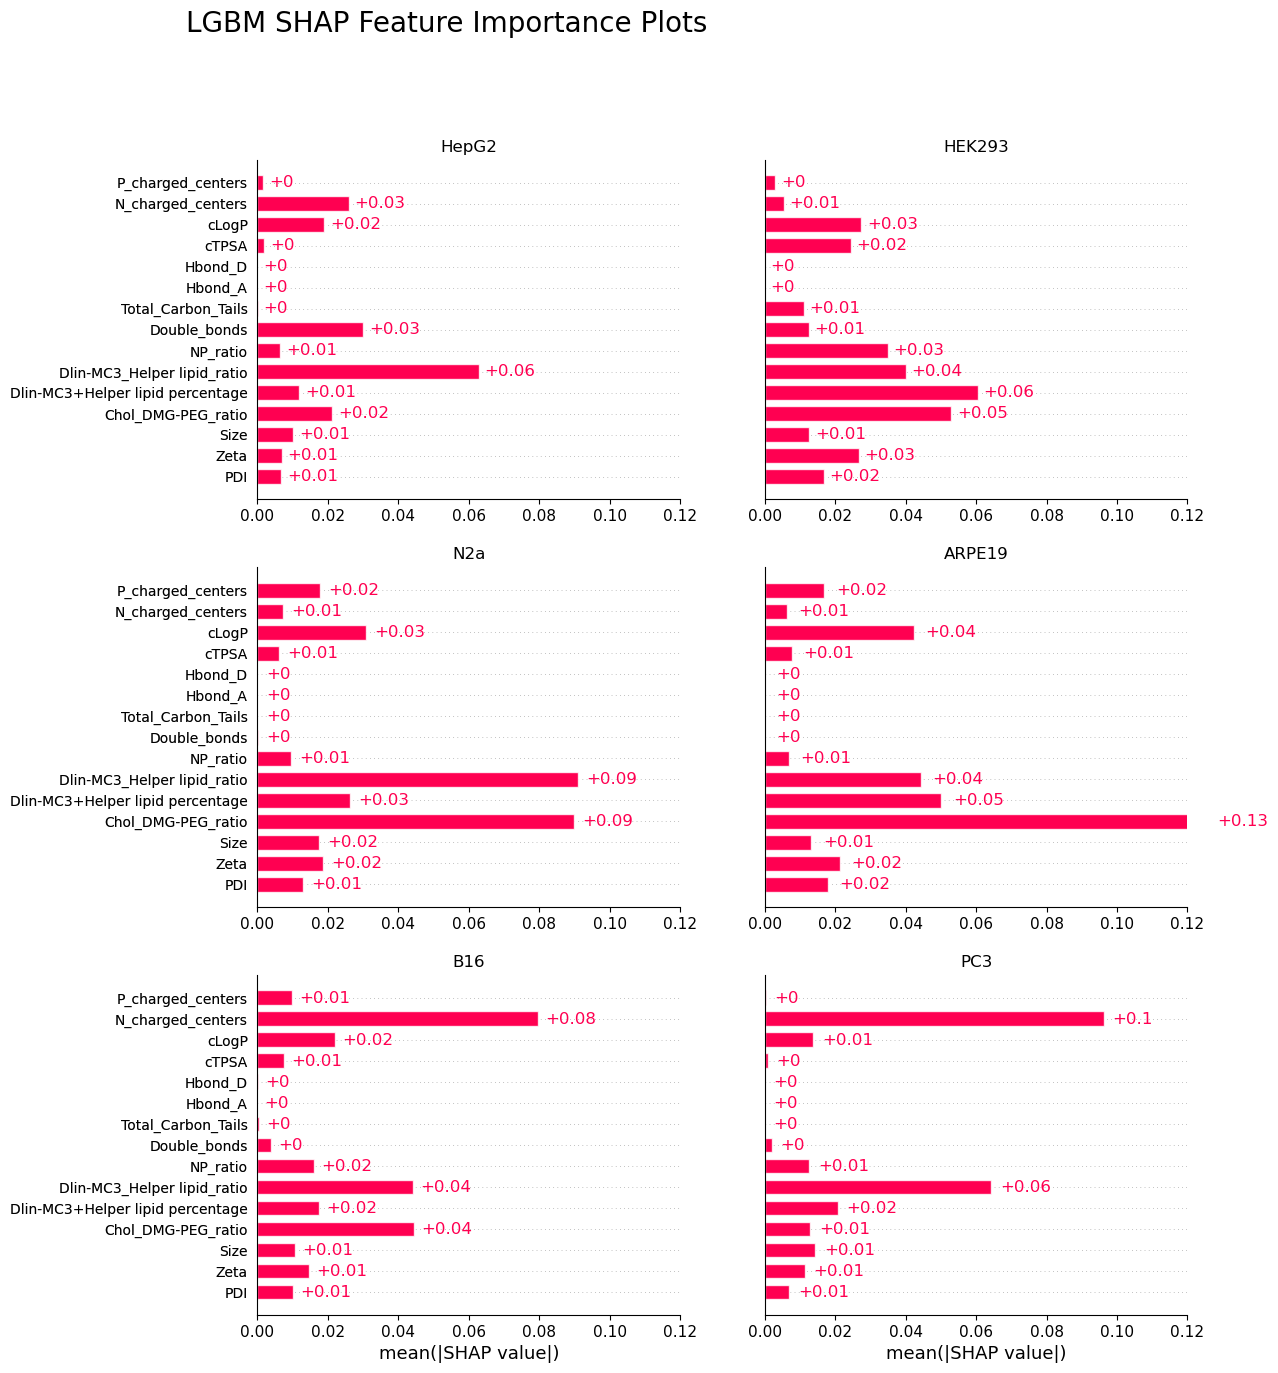 LGBM SHAP Feature Importance Plots
HepG2
P_charged_centers +0
N_charged_centers +0.03
cLogP +0.02
cTPSA +0
Hbond_D +0
Hbond_A +0
Total_Carbon_Tails +0
Double_bonds +0.03
NP_ratio +0.01
Dlin-MC3_Helper lipid_ratio +0.06
Dlin-MC3+Helper lipid percentage +0.01
Chol_DMG-PEG_ratio +0.02
Size +0.01
Zeta +0.01
PDI +0.01
0.00 0.02 0.04 0.06 0.08 0.10 0.12
HEK293
+0
+0.01
+0.03
+0.02
+0
+0
+0.01
+0.01
+0.03
+0.04
+0.06
+0.05
+0.01
+0.03
+0.02
0.00 0.02 0.04 0.06 0.08 0.10 0.12
N2a
P_charged_centers +0.02
N_charged_centers +0.01
cLogP +0.03
cTPSA +0.01
Hbond_D +0
Hbond_A +0
Total_Carbon_Tails +0
Double_bonds +0
NP_ratio +0.01
Dlin-MC3_Helper lipid_ratio +0.09
Dlin-MC3+Helper lipid percentage +0.03
Chol_DMG-PEG_ratio +0.09
Size +0.02
Zeta +0.02
PDI +0.01
0.00 0.02 0.04 0.06 0.08 0.10 0.12
ARPE19
+0.02
+0.01
+0.04
+0.01
+0
+0
+0
+0
+0.01
+0.04
+0.05
+0.13
+0.01
+0.02
+0.02
0.00 0.02 0.04 0.06 0.08 0.10 0.12
B16
P_charged_centers +0.01
N_charged_centers +0.08
cLogP +0.02
cTPSA +0.01
Hbond_D +0
Hbond_A +0
Total_Carbon_Tails +0
Double_bonds +0
NP_ratio +0.02
Dlin-MC3_Helper lipid_ratio +0.04
Dlin-MC3+Helper lipid percentage +0.02
Chol_DMG-PEG_ratio +0.04
Size +0.01
Zeta +0.01
PDI +0.01
0.00 0.02 0.04 0.06 0.08 0.10 0.12
mean(|SHAP value|)
PC3
+0
+0.1
+0.01
+0
+0
+0
+0
+0
+0.01
+0.06
+0.02
+0.01
+0.01
+0.01
+0.01
0.00 0.02 0.04 0.06 0.08 0.10 0.12
mean(|SHAP value|)